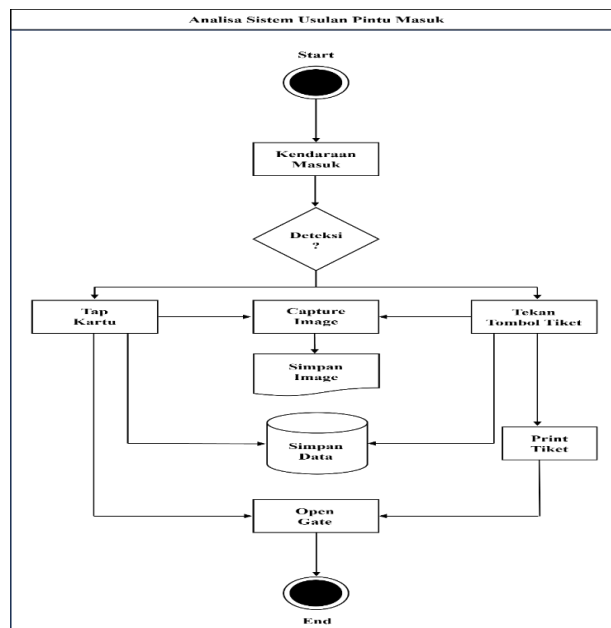 Analisa Sistem Usulan Pintu Masuk
Start
Kendaraan
Masuk
Deteksi
?
Tap
Kartu
Capture
Image
Tekan
Tombol Tiket
Simpan
Image
Simpan
Data
Print
Tiket
Open
Gate
End